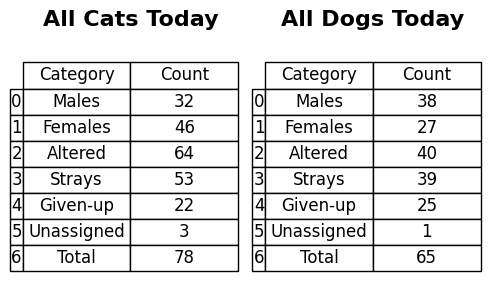 All Cats Today
Category Count
0 Males 32
1 Females 46
2 Altered 64
3 Strays 53
4 Given-up 22
5 Unassigned 3
6 Total 78
All Dogs Today
Category Count
0 Males 38
1 Females 27
2 Altered 40
3 Strays 39
4 Given-up 25
5 Unassigned 1
6 Total 65